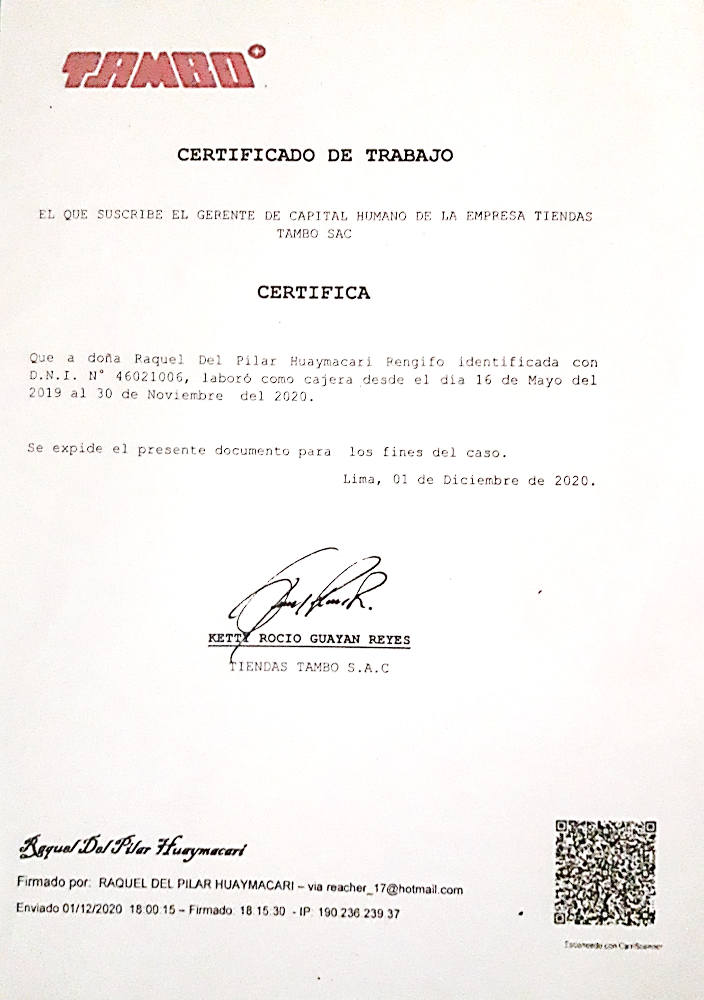 TAMBO+
CERTIFICADO DE TRABAJO
EL QUE SUSCRIBE EL GERENTE DE CAPITAL HUMANO DE LA EMPRESA TIENDAS
TAMBO SAC
CERTIFICA
Que a doña Raquel Del Pilar Huaymacari Rengifo identificada con
D.N.I. N° 46021006, laboró como cajera desde el día 16 de Mayo del
2019 al 30 de Noviembre del 2020.
Se expide el presente documento para los fines del caso.
Lima, 01 de Diciembre de 2020.
KETTY ROCIO GUAYAN REYES
TIENDAS TAMBO S.A.C
Raquel Del Pilar Huaymacari
Firmado por: RAQUEL DEL PILAR HUAYMACARI – via reacher_17@hotmail.com
Enviado 01/12/2020 18:00:15 – Firmado: 18:15:30 - IP: 190.236.239.37
Escaneado con CamScanner